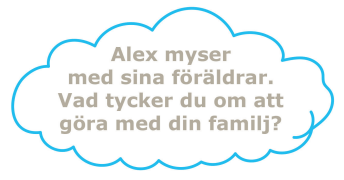 Alex myser
med sina föräldrar.
Vad tycker du om att
göra med din familj?